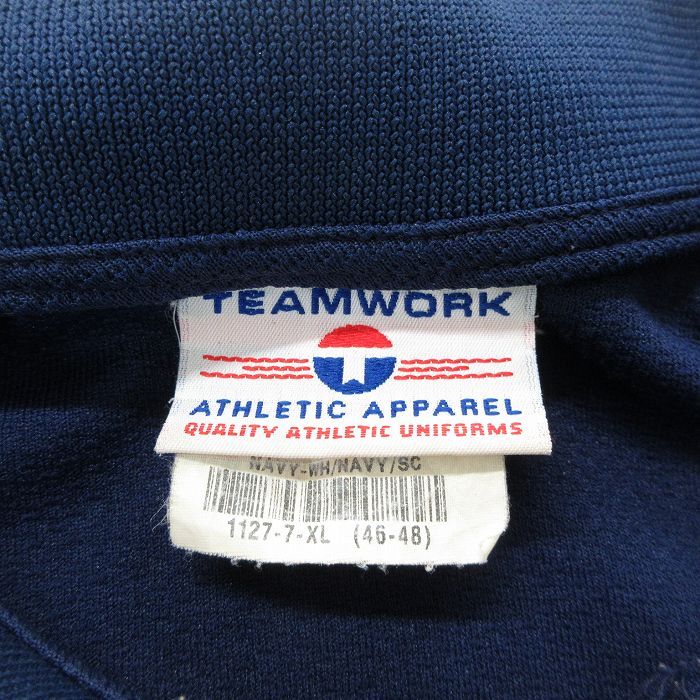 TEAMWORK
ATHLETIC APPAREL
QUALITY ATHLETIC UNIFORMS
NAVY-WH/NAVY/SC
1127-7-XL (46-48)